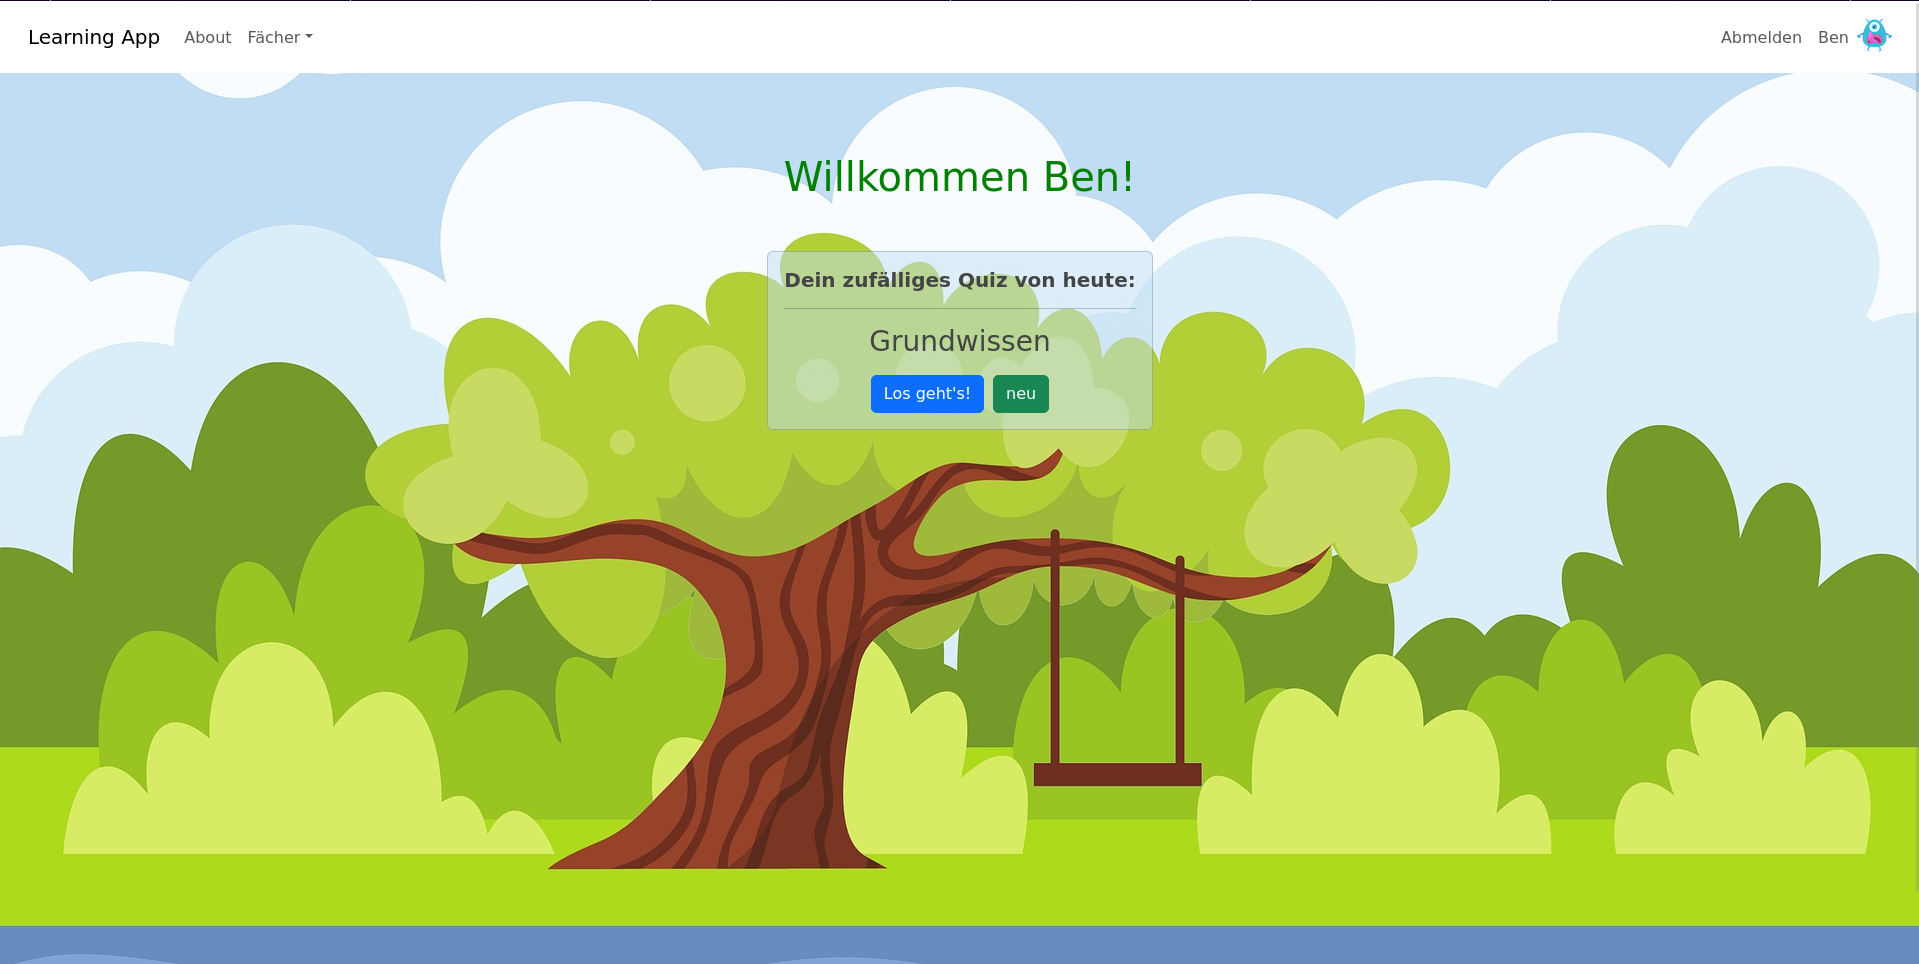 Learning App About Fächer Abmelden Ben
Willkommen Ben!
Dein zufälliges Quiz von heute:
Grundwissen
Los geht's! neu